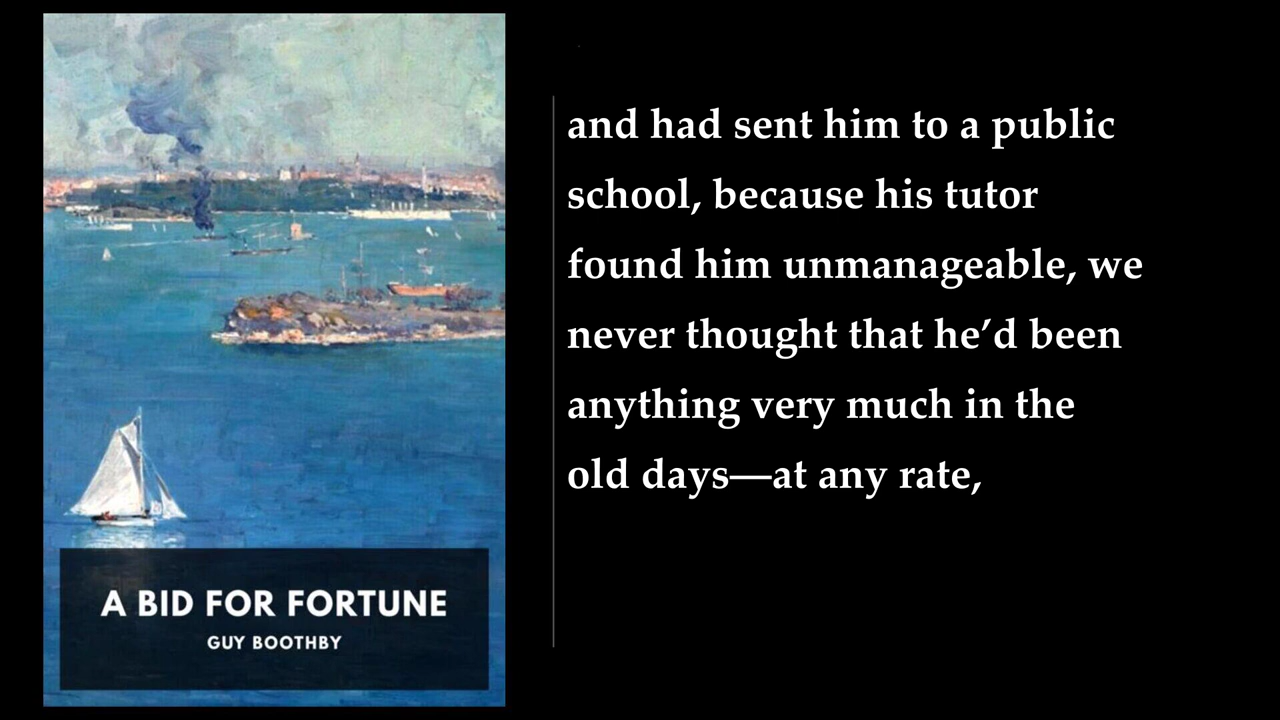 A BID FOR FORTUNE
GUY BOOTHBY
and had sent him to a public
school, because his tutor
found him unmanageable, we
never thought that he’d been
anything very much in the
old days—at any rate,